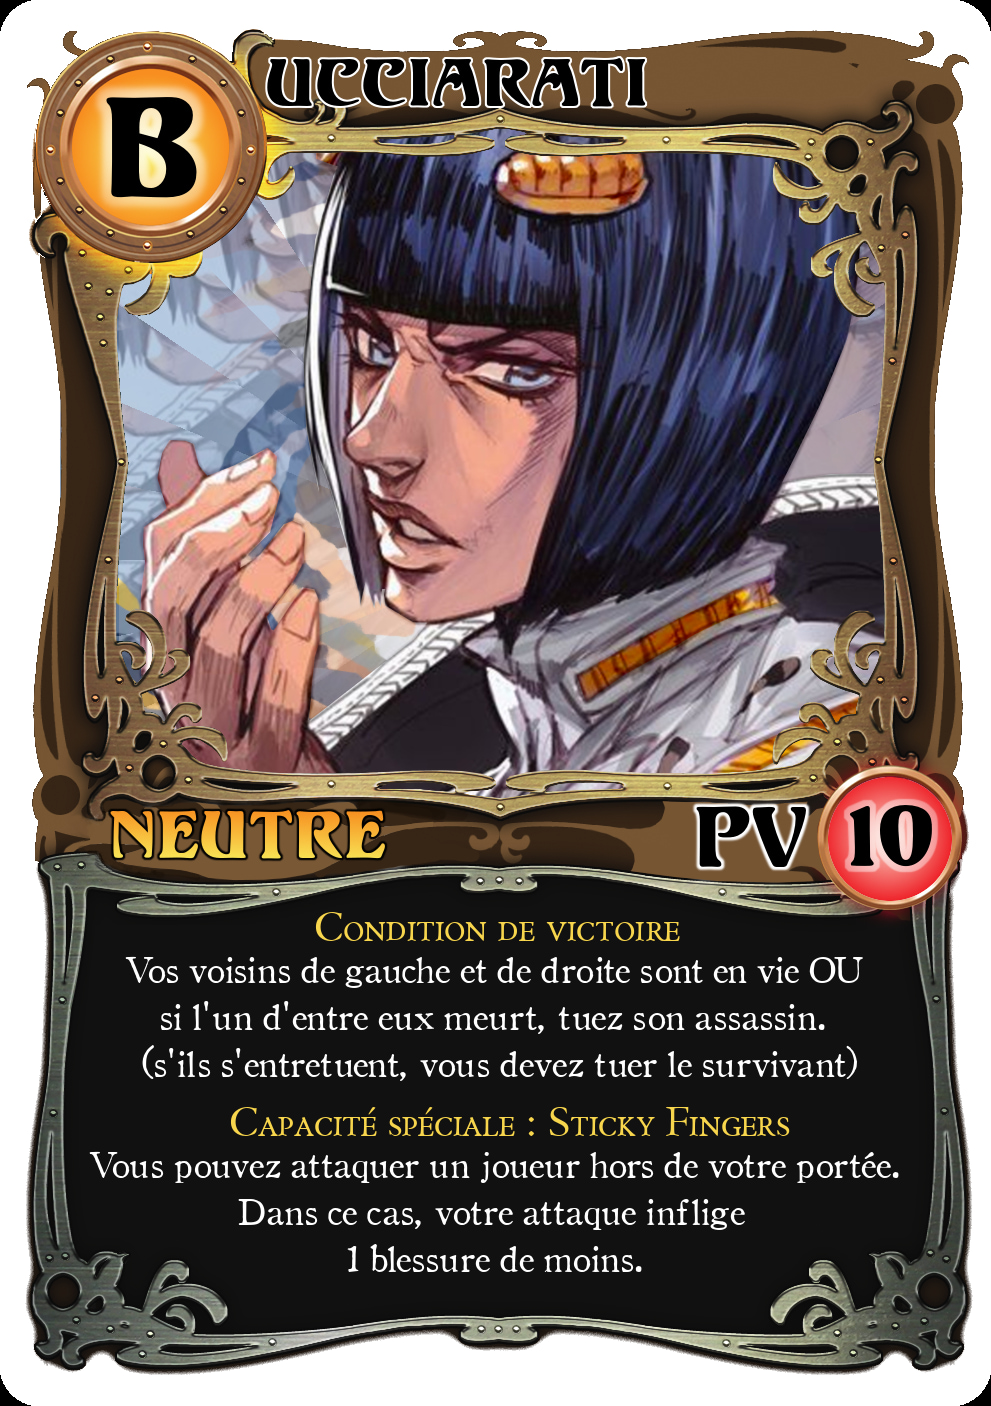 BUCCIARATI
NEUTRE
PV 10
Condition de victoire
Vos voisins de gauche et de droite sont en vie OU
si l'un d'entre eux meurt, tuez son assassin.
(s'ils s'entretuent, vous devez tuer le survivant)
Capacité spéciale : Sticky Fingers
Vous pouvez attaquer un joueur hors de votre portée.
Dans ce cas, votre attaque inflige
1 blessure de moins.